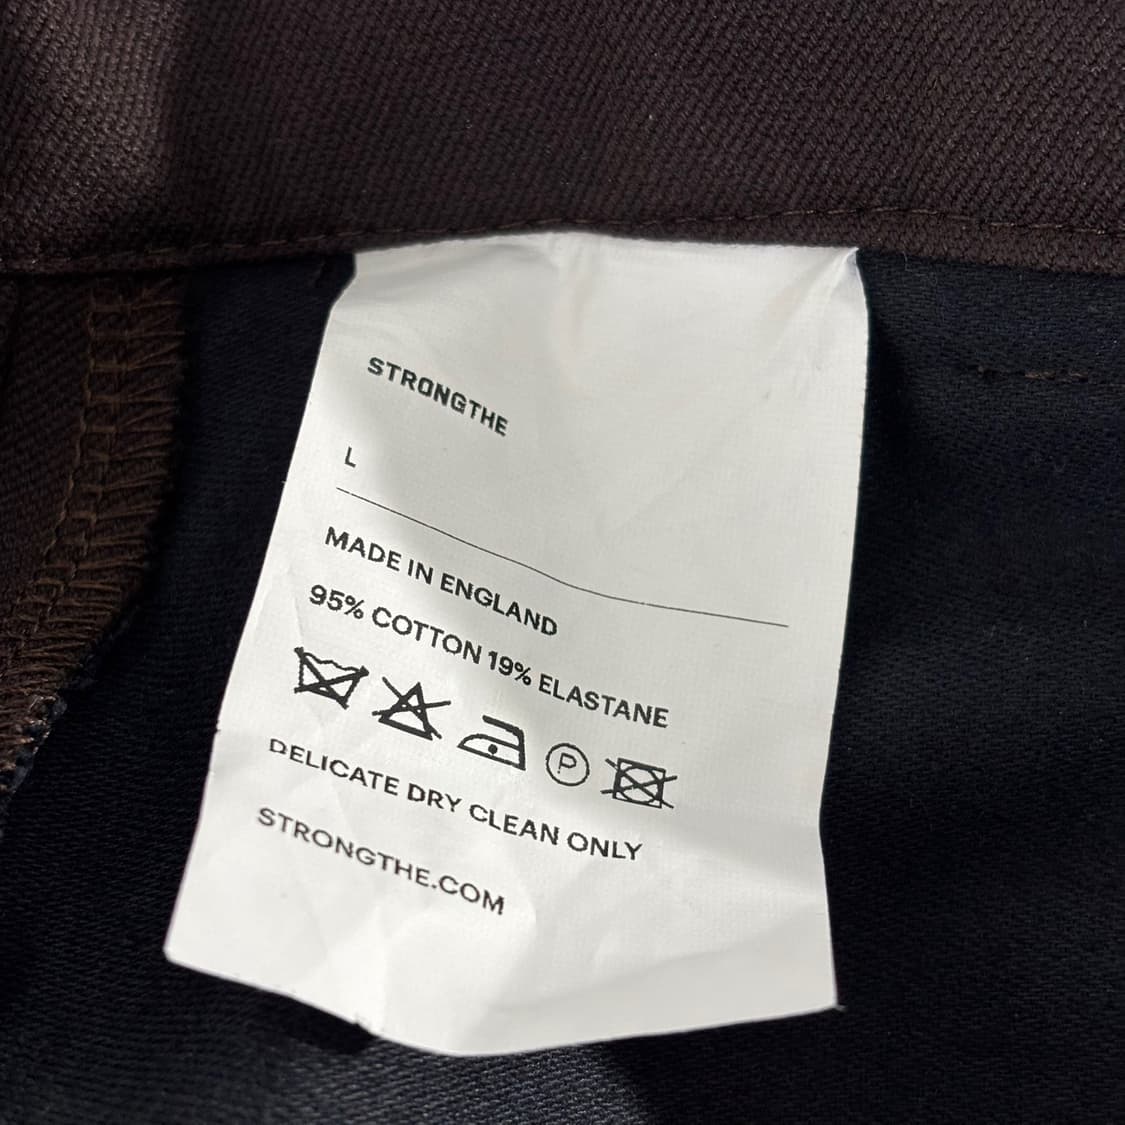 STRONGTHE
L
MADE IN ENGLAND
95% COTTON 19% ELASTANE
P
DELICATE DRY CLEAN ONLY
STRONGTHE.COM